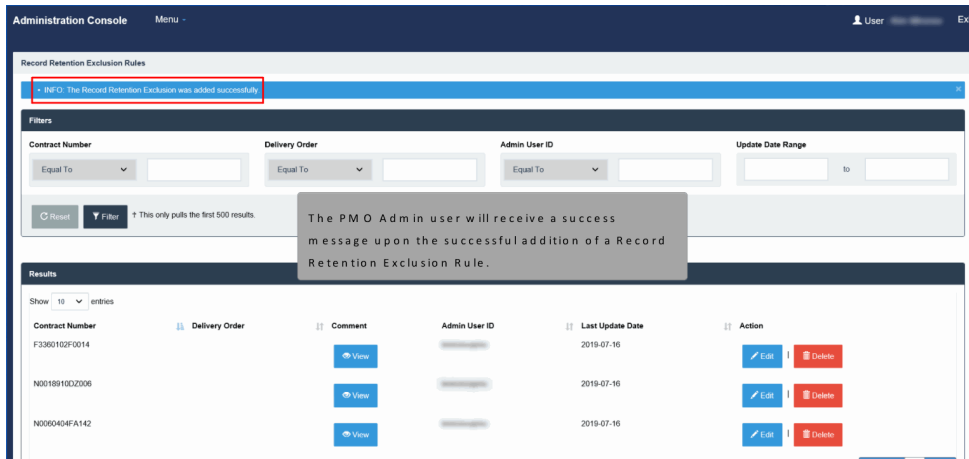 Administration Console Menu - User Ex
Record Retention Exclusion Rules
• INFO: The Record Retention Exclusion was added successfully. ×
Filters
Contract Number Delivery Order Admin User ID Update Date Range
Equal To Equal To Equal To to
Reset Filter † This only pulls the first 500 results.
The PMO Admin user will receive a success
message upon the successful addition of a Record
Retention Exclusion Rule.
Results
Show 10 entries
Contract Number Delivery Order Comment Admin User ID Last Update Date Action
F3360102F0014 View 2019-07-16 Edit | Delete
N0018910DZ006 View 2019-07-16 Edit | Delete
N0060404FA142 View 2019-07-16 Edit | Delete